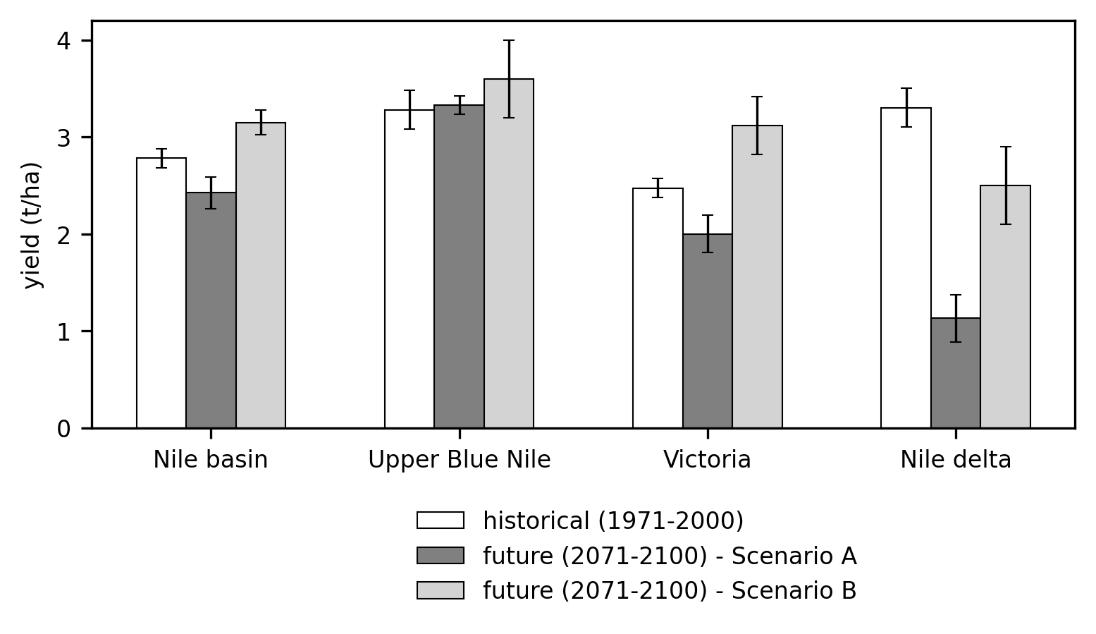 yield (t/ha)
4
3
2
1
0
Nile basin Upper Blue Nile Victoria Nile delta
historical (1971-2000)
future (2071-2100) - Scenario A
future (2071-2100) - Scenario B